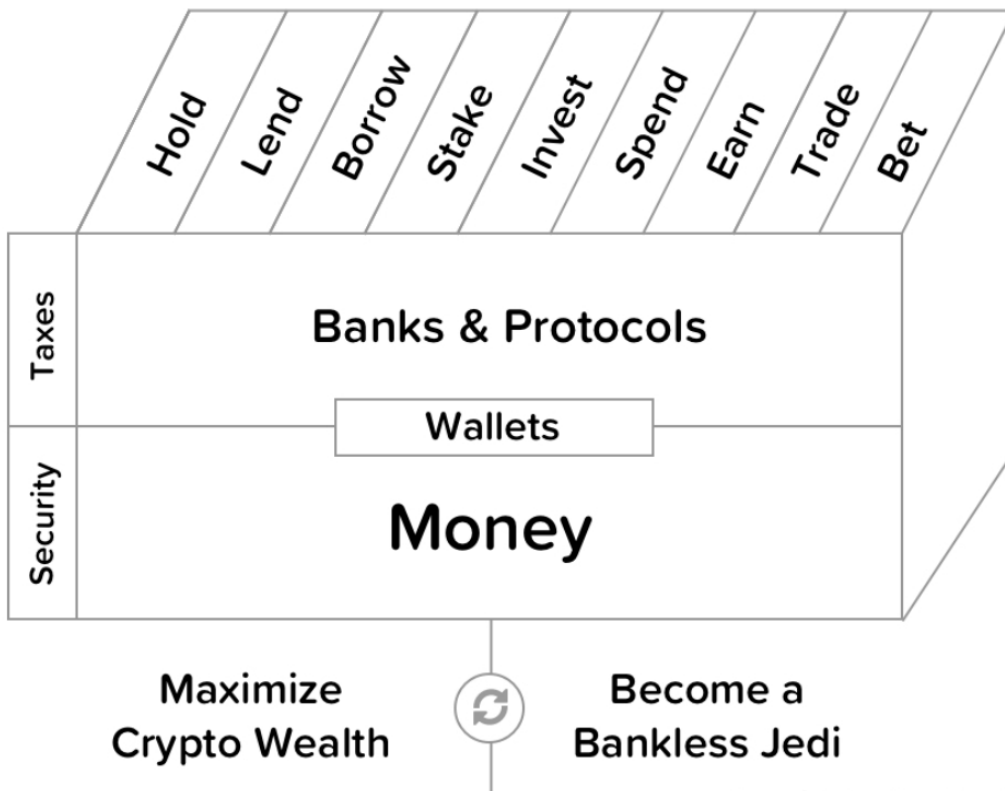 Hold
Lend
Borrow
Stake
Invest
Spend
Earn
Trade
Bet
Taxes
Banks & Protocols
Wallets
Security
Money
Maximize
Crypto Wealth
Become a
Bankless Jedi